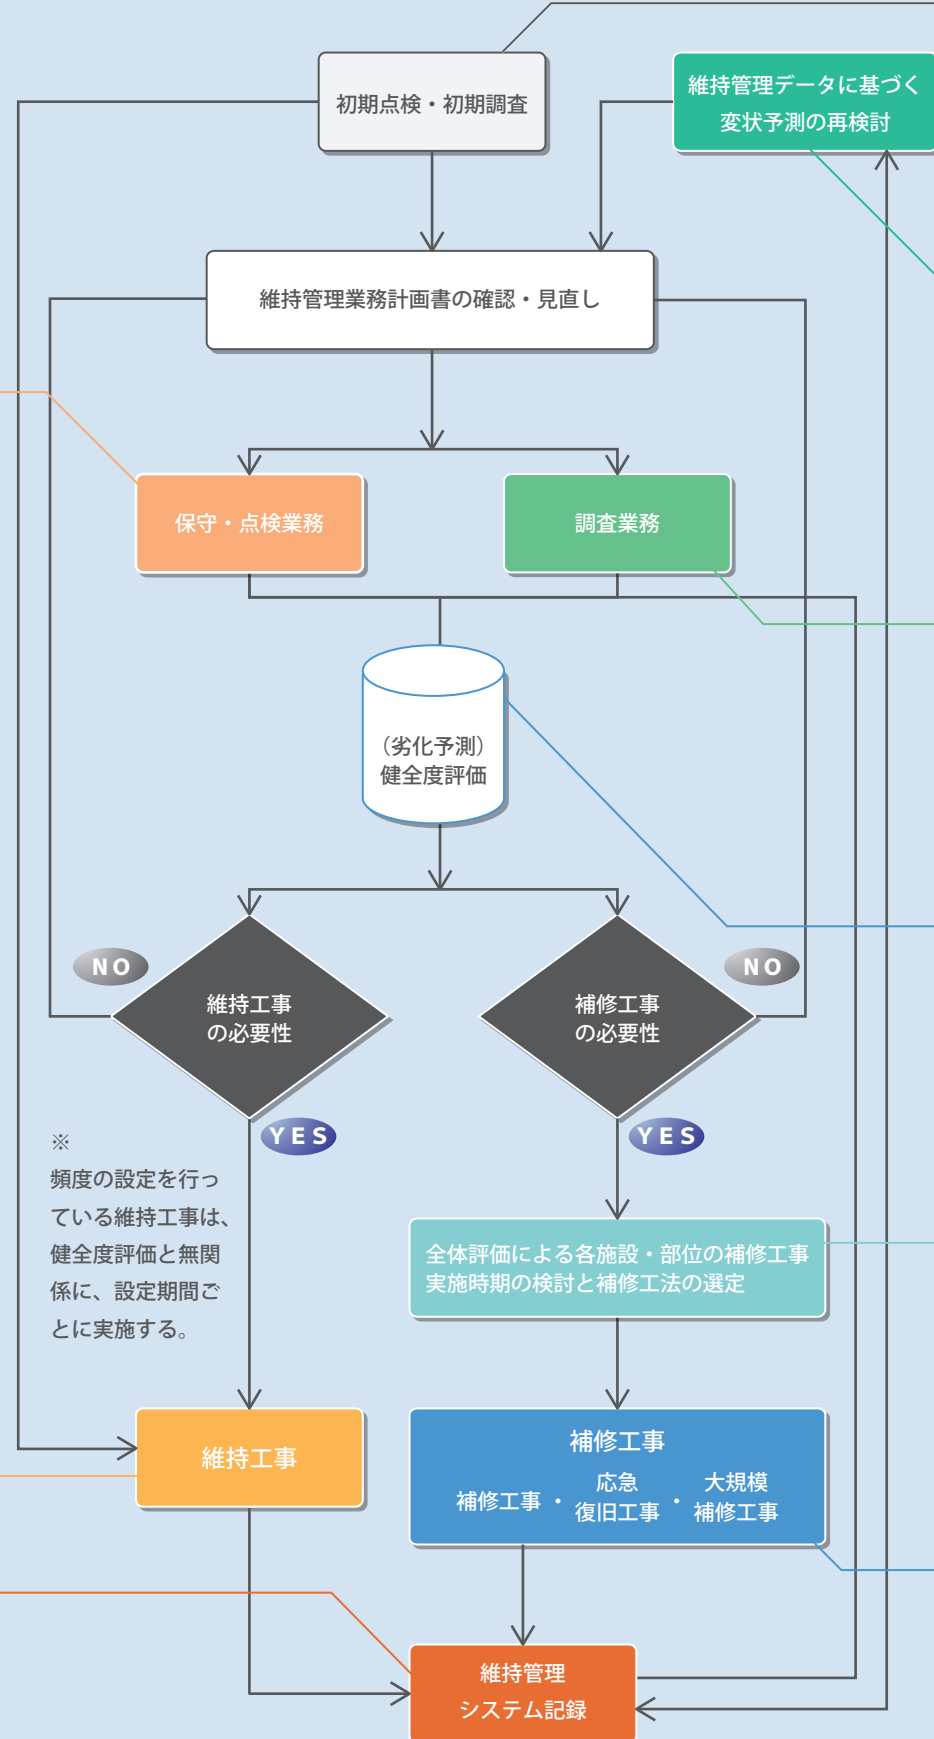 初期点検・初期調査
維持管理データに基づく
変状予測の再検討
維持管理業務計画書の確認・見直し
保守・点検業務
調査業務
（劣化予測）
健全度評価
NO
維持工事
の必要性
補修工事
の必要性
NO
YES
YES
※
頻度の設定を行っ
ている維持工事は、
健全度評価と無関
係に、設定期間ご
とに実施する。
全体評価による各施設・部位の補修工事
実施時期の検討と補修工法の選定
維持工事
補修工事
補修工事・応急復旧工事・大規模補修工事
維持管理
システム記録